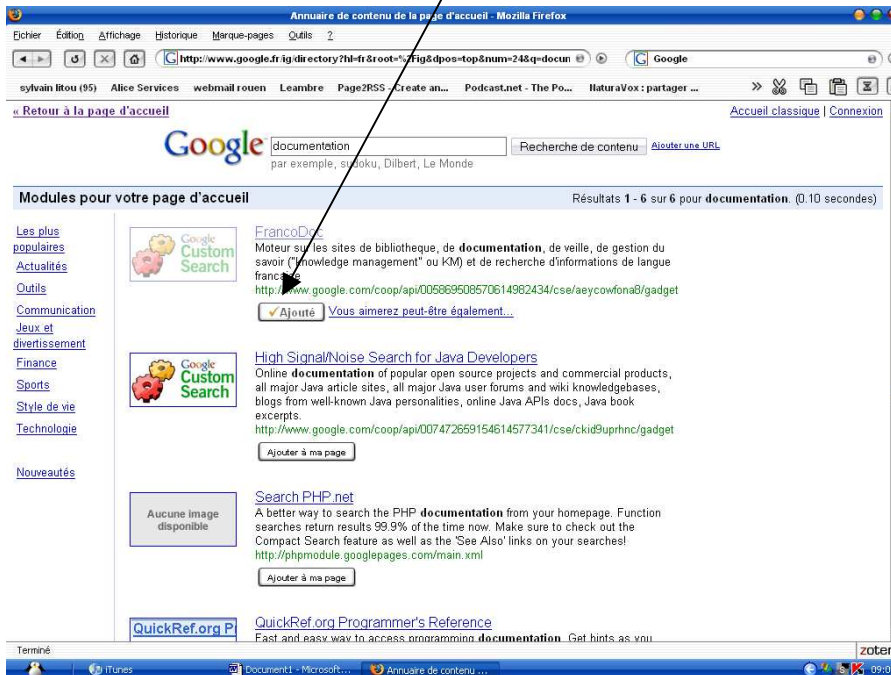 Annuaire de contenu de la page d'accueil - Mozilla Firefox
Fichier Édition Affichage Historique Marque-pages Outils ?
http://www.google.fr/ig/directory?hl=fr&root=%2Fig&dpos=top&num=24&q=docun
Google
sylvain litou (95) Alice Services webmail rouen Leambre Page2RSS - Create an... Podcast.net - The Po... NaturaVox : partager ... »
« Retour à la page d'accueil
Accueil classique | Connexion
Google
documentation
Recherche de contenu
Ajouter une URL
par exemple, sudoku, Dilbert, Le Monde
Modules pour votre page d'accueil
Résultats 1 - 6 sur 6 pour documentation. (0.10 secondes)
Les plus
populaires
Actualités
Outils
Communication
Jeux et
divertissement
Finance
Sports
Style de vie
Technologie
Nouveautés
Google
Custom
Search
FrancoDoc
Moteur sur les sites de bibliotheque, de documentation, de veille, de gestion du
savoir ("knowledge management" ou KM) et de recherche d'informations de langue
francaise
http://www.google.com/coop/api/005869508570614982434/cse/aeycowfona8/gadget
Ajouté
Vous aimerez peut-être également...
Google
Custom
Search
High Signal/Noise Search for Java Developers
Online documentation of popular open source projects and commercial products,
all major Java article sites, all major Java user forums and wiki knowledgebases,
blogs from well-known Java personalities, online Java APIs docs, Java book
excerpts.
http://www.google.com/coop/api/007472659154614577341/cse/ckid9uprhnc/gadget
Ajouter à ma page
Aucune image
disponible
Search PHP.net
A better way to search the PHP documentation from your homepage. Function
searches return results 99.9% of the time now. Make sure to check out the
Compact Search feature as well as the 'See Also' links on your searches!
http://phpmodule.googlepages.com/main.xml
Ajouter à ma page
QuickRef.org P
QuickRef.org Programmer's Reference
Fast and easy way to access programming documentation. Get hints as you
Terminé
zoter
iTunes
Document1 - Microsoft...
Annuaire de contenu ...
09:0